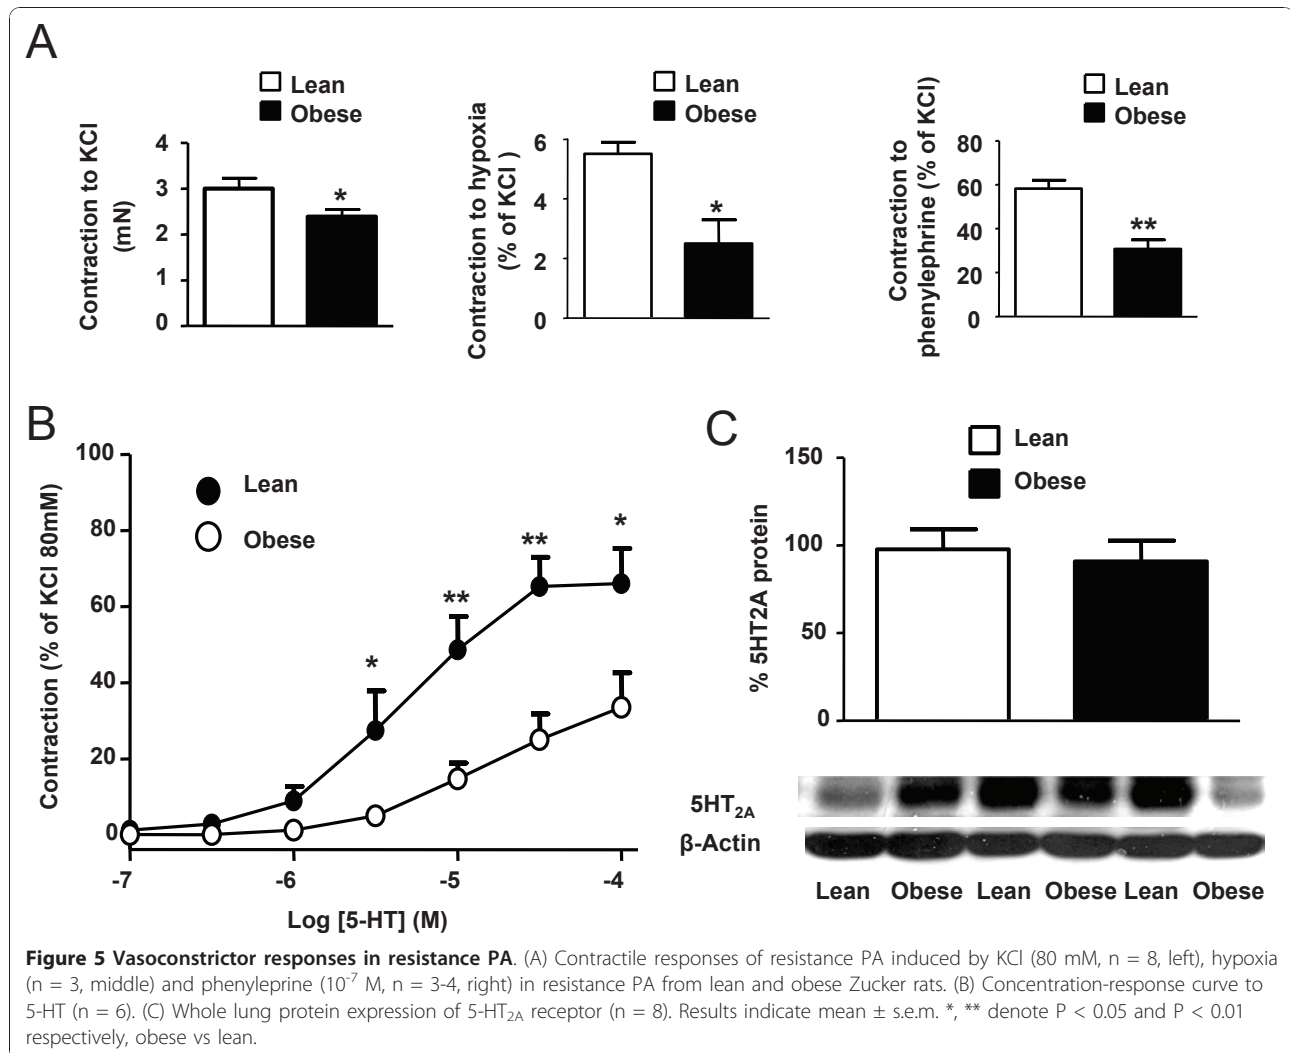 A
Lean
Obese
Contraction to KCl
(mN)
4
3
2
1
0
*
Lean
Obese
Contraction to hypoxia
(% of KCl )
6
4
2
0
*
Lean
Obese
Contraction to
phenylephrine (% of KCl)
80
60
40
20
0
**
B
Contraction (% of KCl 80mM)
100
80
60
40
20
0
Lean
Obese
*
**
**
*
-7 -6 -5 -4
Log [5-HT] (M)
C
Lean
Obese
% 5HT2A protein
150
100
50
0
5HT2A
β-Actin
Lean Obese Lean Obese Lean Obese
Figure 5 Vasoconstrictor responses in resistance PA. (A) Contractile responses of resistance PA induced by KCl (80 mM, n = 8, left), hypoxia
(n = 3, middle) and phenyleprine (10-7 M, n = 3-4, right) in resistance PA from lean and obese Zucker rats. (B) Concentration-response curve to
5-HT (n = 6). (C) Whole lung protein expression of 5-HT2A receptor (n = 8). Results indicate mean ± s.e.m. *, ** denote P < 0.05 and P < 0.01
respectively, obese vs lean.